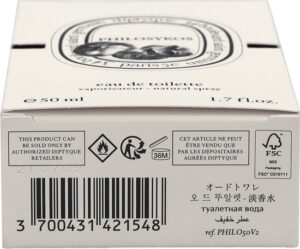 PHILOSYKOS
eau de toilette
vaporisateur - natural spray
e 50 ml
1.7 fl.oz.
THIS PRODUCT CAN
BE SOLD ONLY BY
AUTHORIZED DIPTYQUE
RETAILERS
36M
CET ARTICLE NE PEUT
ÊTRE VENDU QUE
PAR LES DÉPOSITAIRES
AGRÉÉS DIPTYQUE
FSC
MIX
Packaging
FSC® C016111
オードトワレ
오 드 뚜왈렛 - 淡香水
туалетная вода
عطر خفيف
ref. PHILO50V2
3 700431 421548